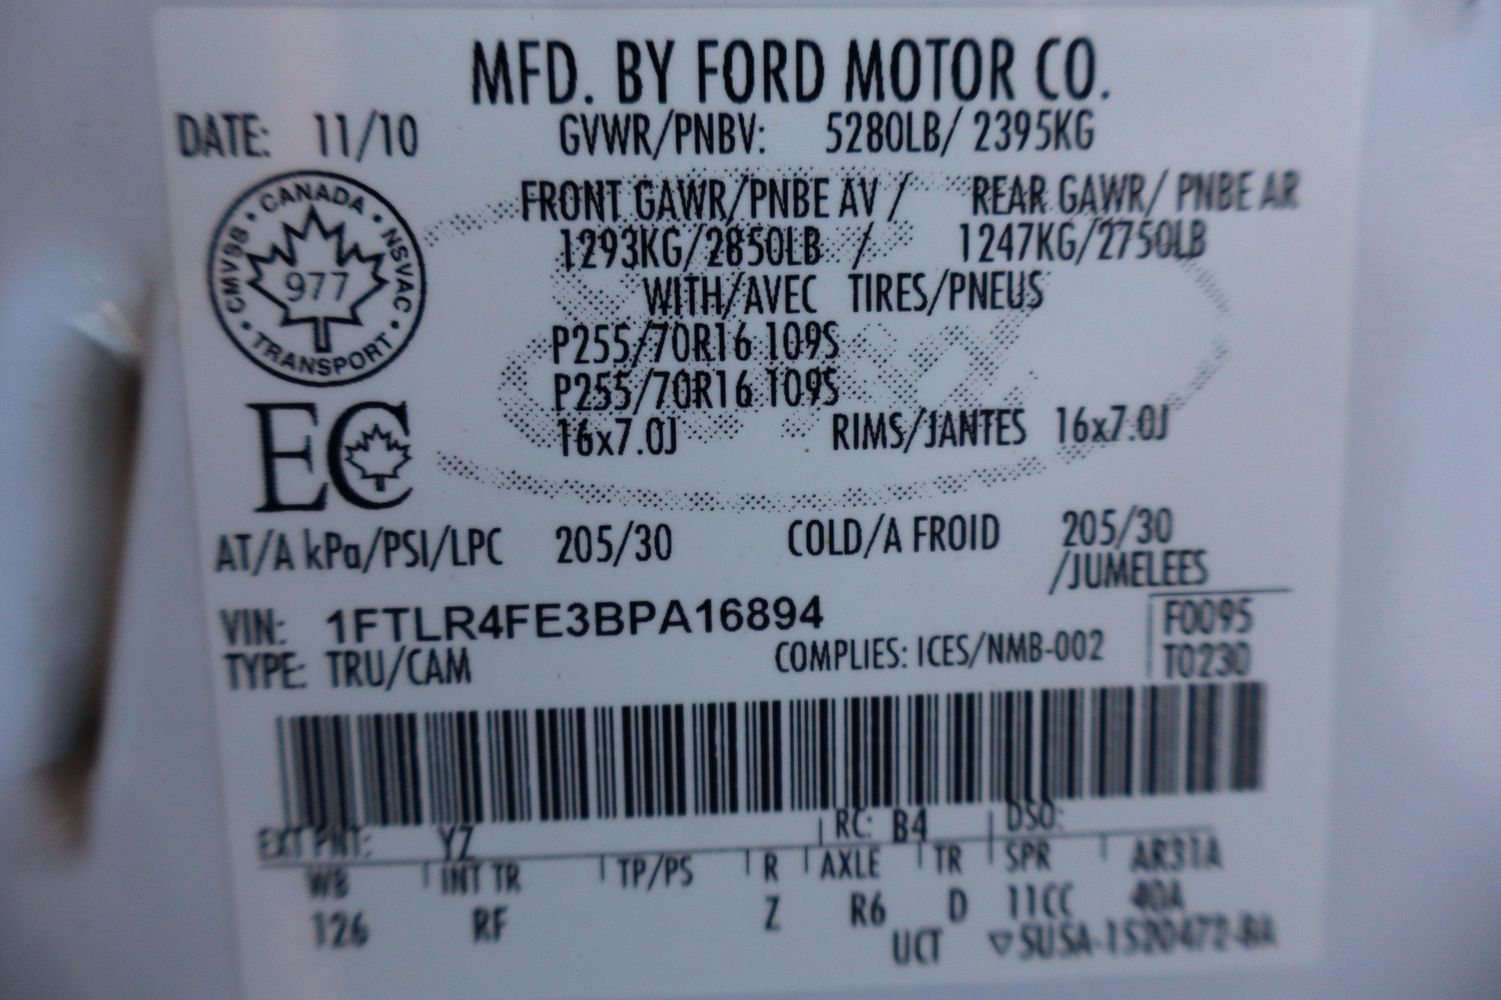 MFD. BY FORD MOTOR CO.
DATE: 11/10 GVWR/PNBV: 5280LB/ 2395KG
FRONT GAWR/PNBE AV / REAR GAWR/ PNBE AR
1293KG/2850LB / 1247KG/2750LB
WITH/AVEC TIRES/PNEUS
P255/70R16 109S
P255/70R16 109S
16x7.0J RIMS/JANTES 16x7.0J
CANADA • NSVAC • TRANSPORT • CMVSS •
977
EC
AT/A kPa/PSI/LPC 205/30 COLD/A FROID 205/30
/JUMELEES
VIN: 1FTLR4FE3BPA16894 F0095
TYPE: TRU/CAM COMPLIES: ICES/NMB-002 T0230
EXT PNT: YZ RC: B4 DSO:
WB INT TR TP/PS R AXLE TR SPR AR31A
126 RF Z R6 D 11CC 40A
UCT ▽SUSA-1520472-BA